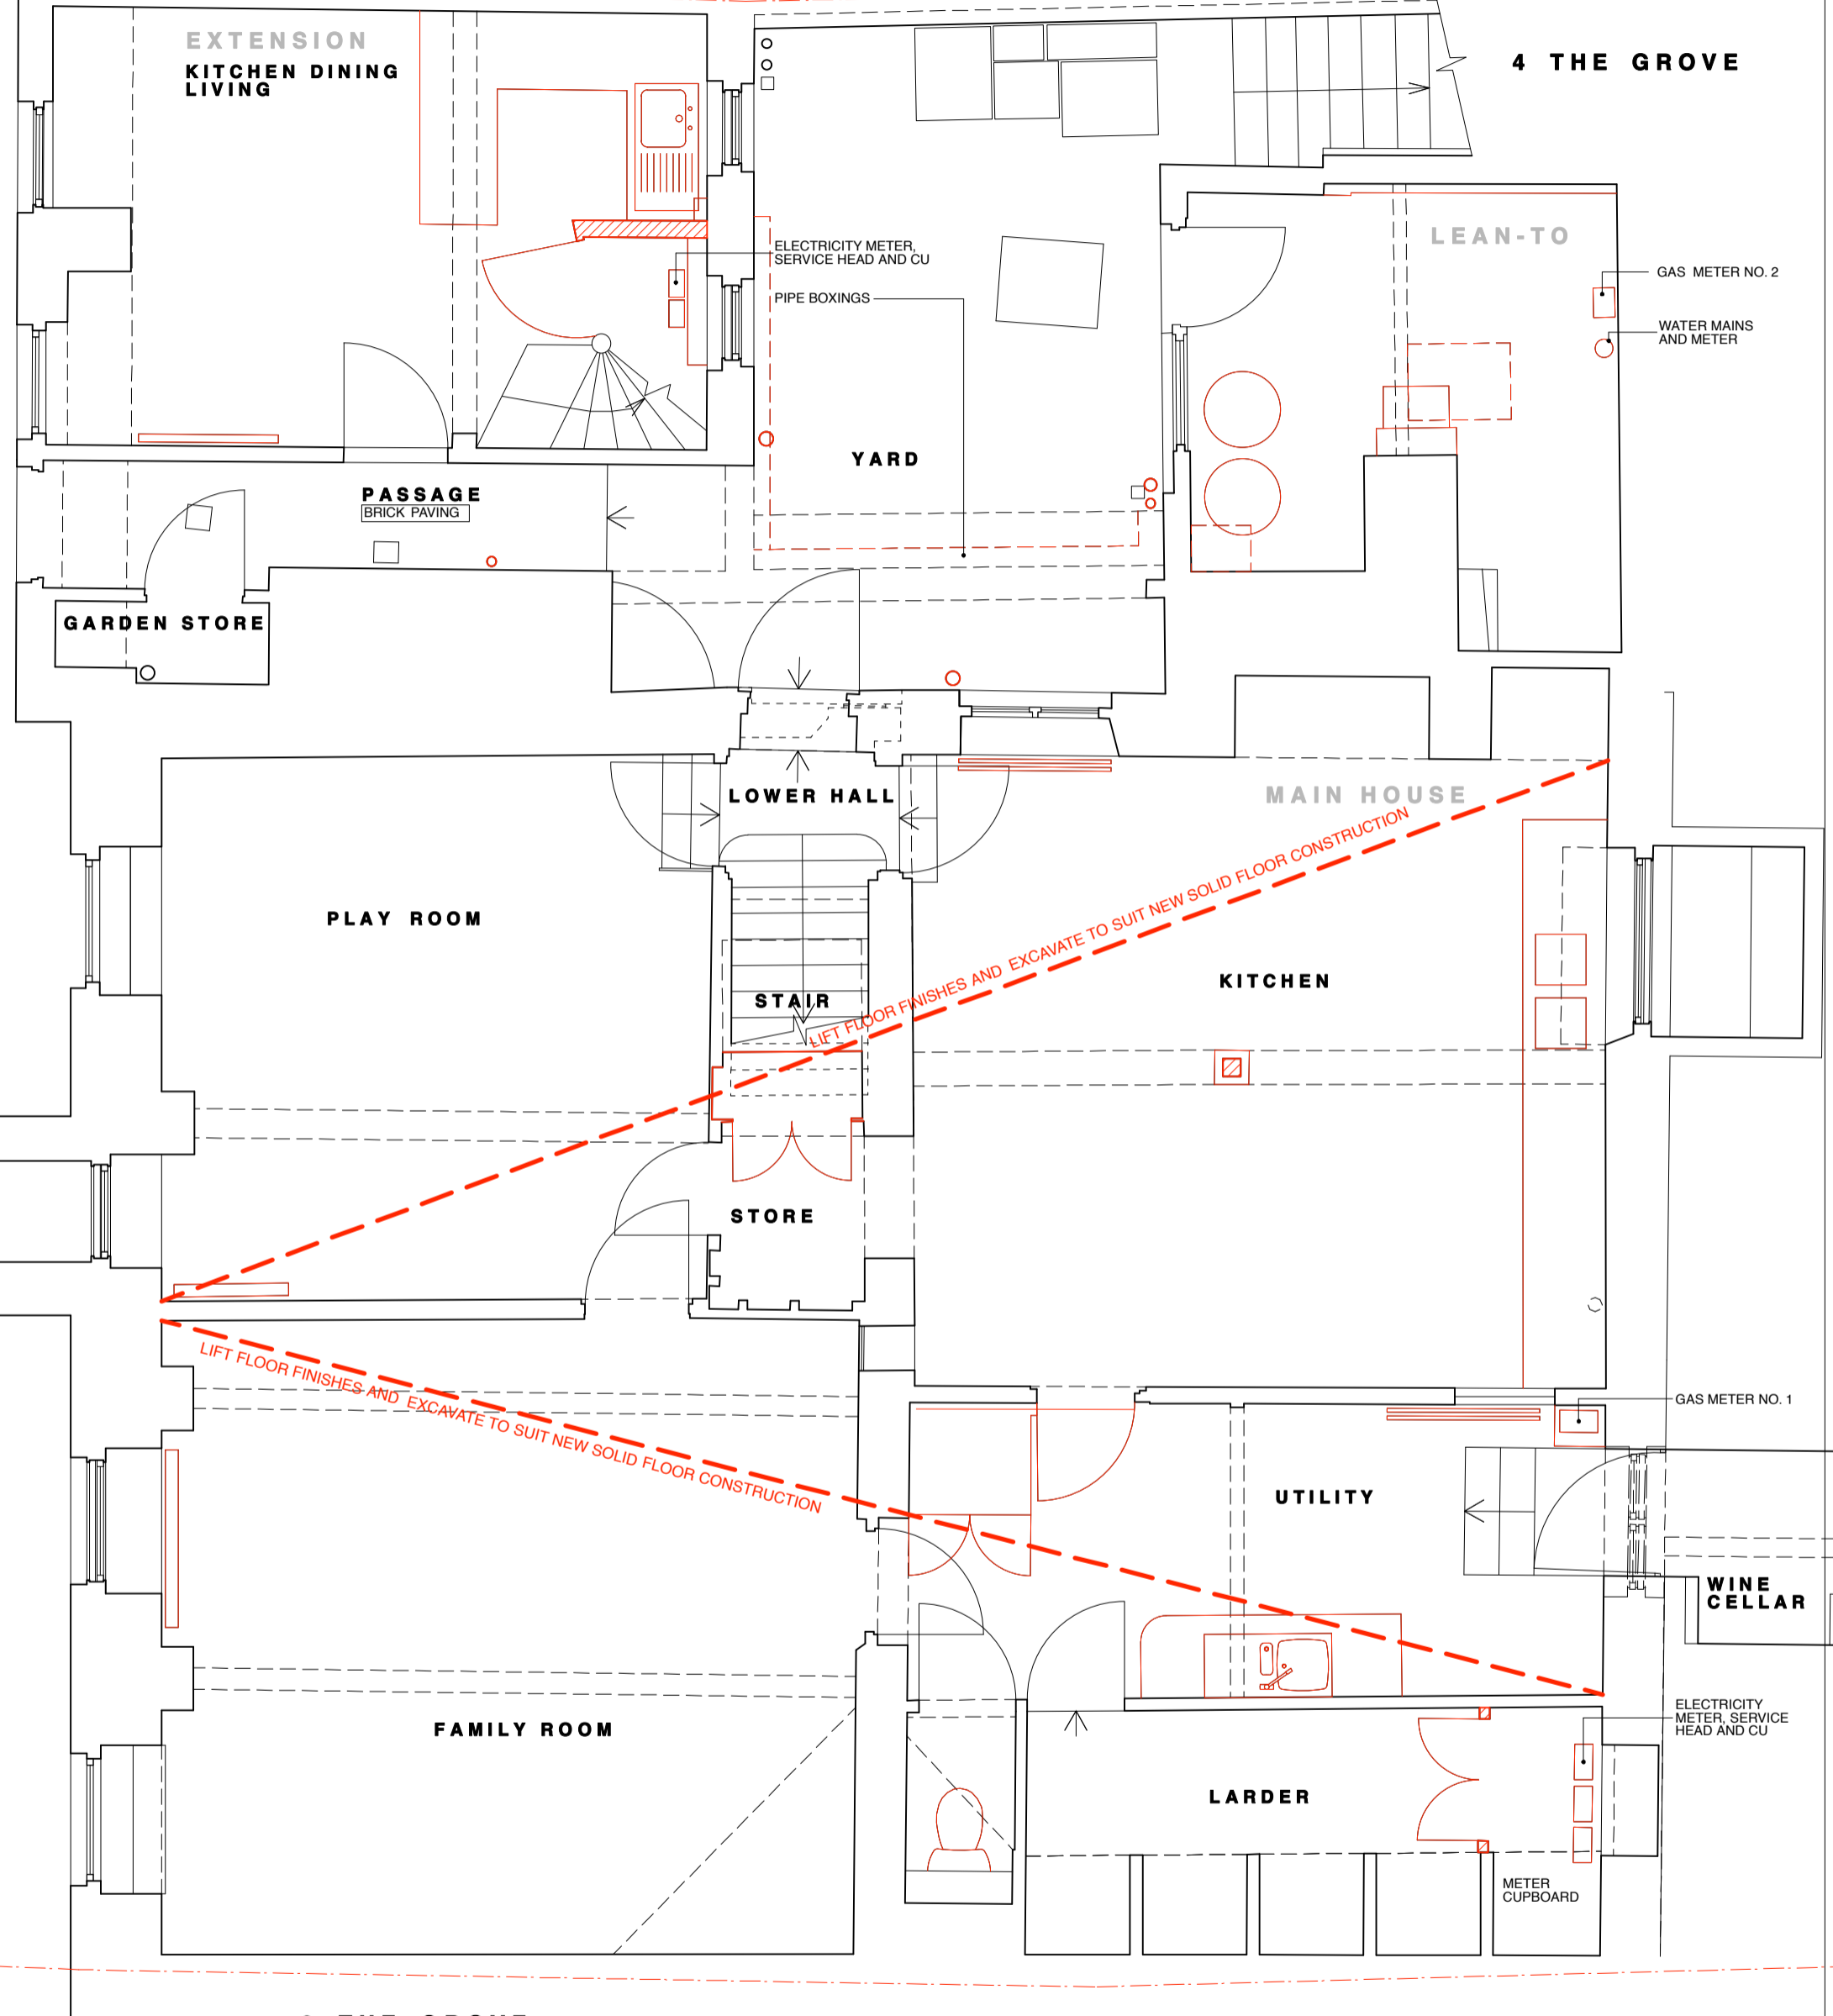 EXTENSION
KITCHEN DINING
LIVING
4 THE GROVE
LEAN-TO
ELECTRICITY METER,
SERVICE HEAD AND CU
PIPE BOXINGS
GAS METER NO. 2
WATER MAINS
AND METER
YARD
PASSAGE
BRICK PAVING
GARDEN STORE
LOWER HALL
MAIN HOUSE
LIFT FLOOR FINISHES AND EXCAVATE TO SUIT NEW SOLID FLOOR CONSTRUCTION
PLAY ROOM
STAIR
KITCHEN
STORE
LIFT FLOOR FINISHES AND EXCAVATE TO SUIT NEW SOLID FLOOR CONSTRUCTION
GAS METER NO. 1
UTILITY
WINE
CELLAR
FAMILY ROOM
ELECTRICITY
METER, SERVICE
HEAD AND CU
LARDER
METER
CUPBOARD
THE GROVE